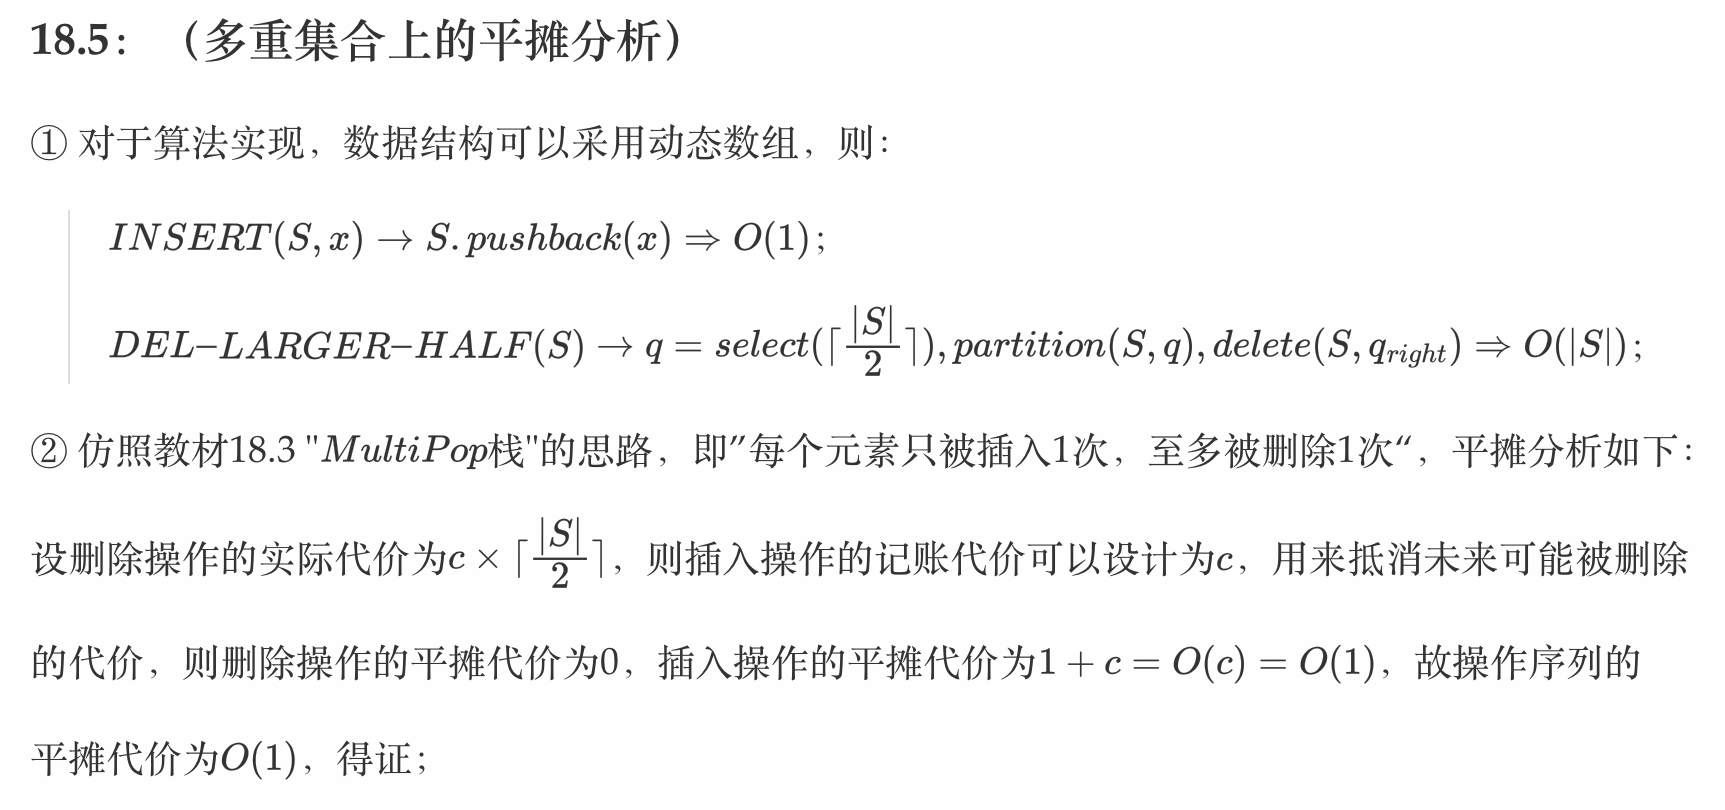 18.5：（多重集合上的平摊分析）
① 对于算法实现，数据结构可以采用动态数组，则：
INSERT(S, x) → S.pushback(x) ⇒ O(1);
DEL−LARGER−HALF(S) → q = select(⌈|S|/2⌉), partition(S, q), delete(S, q_right) ⇒ O(|S|);
② 仿照教材18.3 "MultiPop栈"的思路，即”每个元素只被插入1次，至多被删除1次“，平摊分析如下：
设删除操作的实际代价为c × ⌈|S|/2⌉，则插入操作的记账代价可以设计为c，用来抵消未来可能被删除
的代价，则删除操作的平摊代价为0，插入操作的平摊代价为1 + c = O(c) = O(1)，故操作序列的
平摊代价为O(1)，得证；